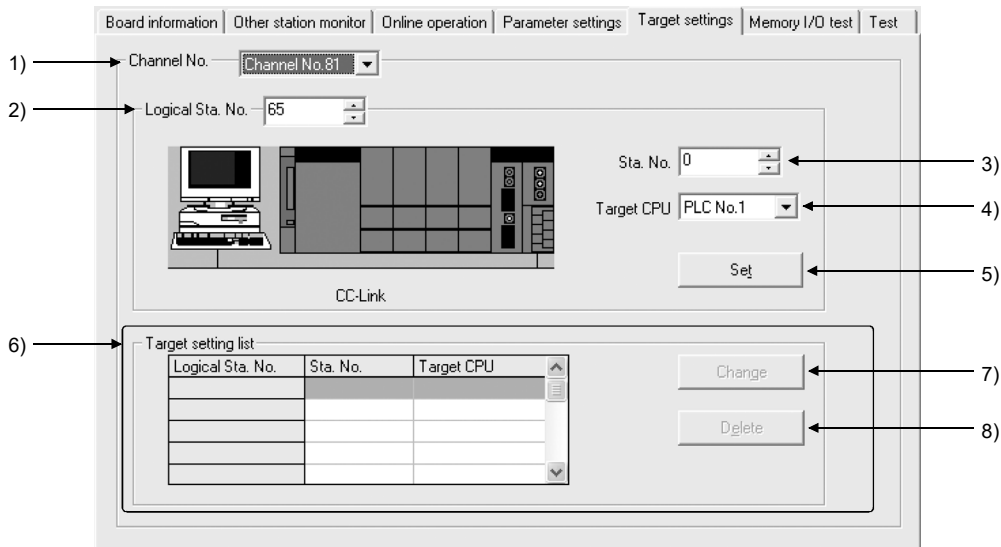 Board information Other station monitor Online operation Parameter settings Target settings Memory I/O test Test
1) Channel No. Channel No.81
2) Logical Sta. No. 65
Sta. No. 0 3)
Target CPU PLC No.1 4)
Set 5)
CC-Link
6) Target setting list
Logical Sta. No. Sta. No. Target CPU
Change 7)
Delete 8)